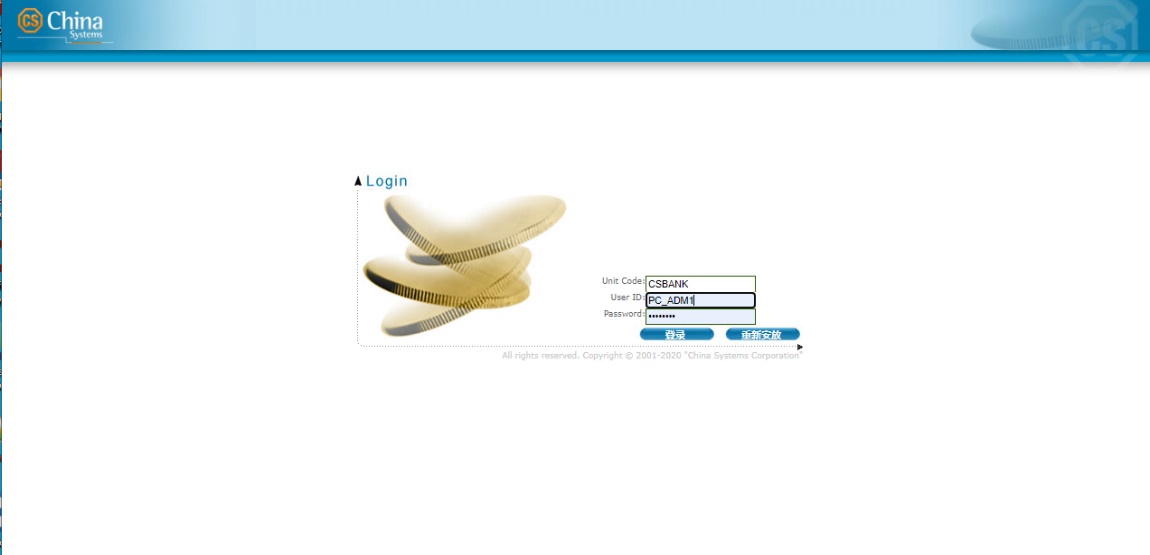 CS China
Systems
CS
Login
Unit Code: CSBANK
User ID: PC_ADM1
Password: ••••••••
登录 重新安放
All rights reserved. Copyright © 2001-2020 "China Systems Corporation"